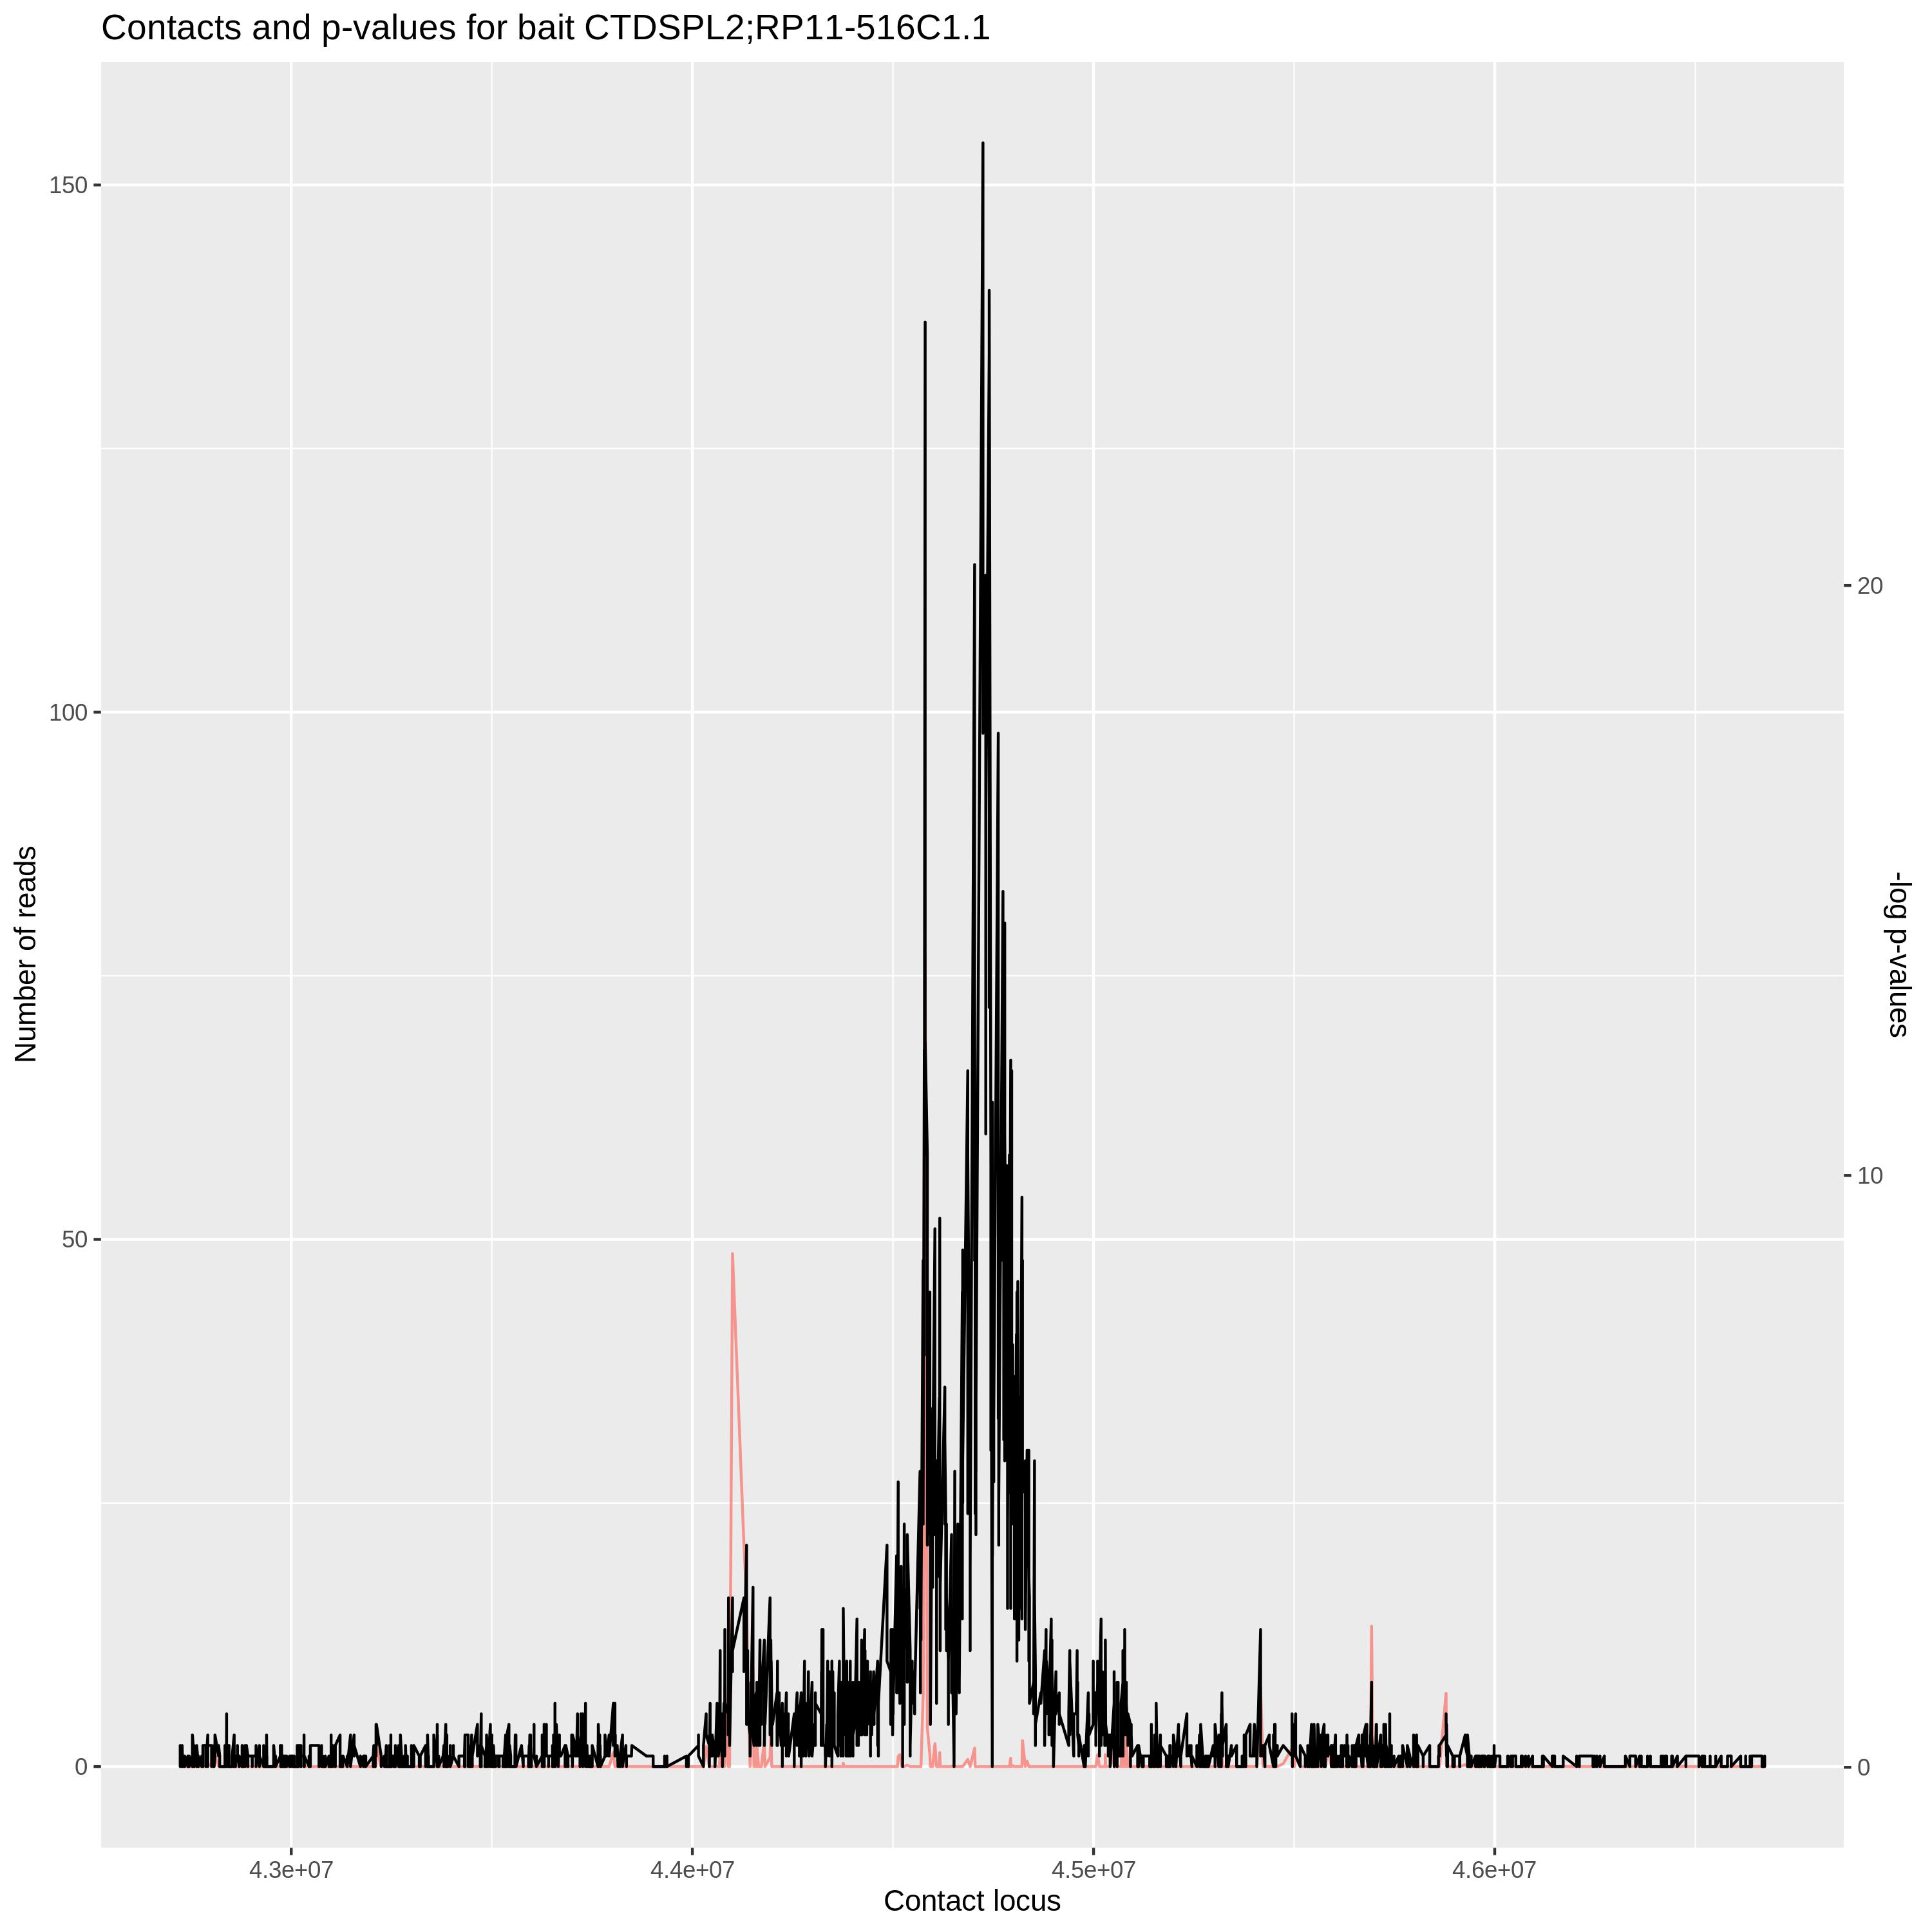 Contacts and p-values for bait CTDSPL2;RP11-516C1.1
150
100
50
0
Number of reads
20
10
0
-log p-values
4.3e+07
4.4e+07
4.5e+07
4.6e+07
Contact locus